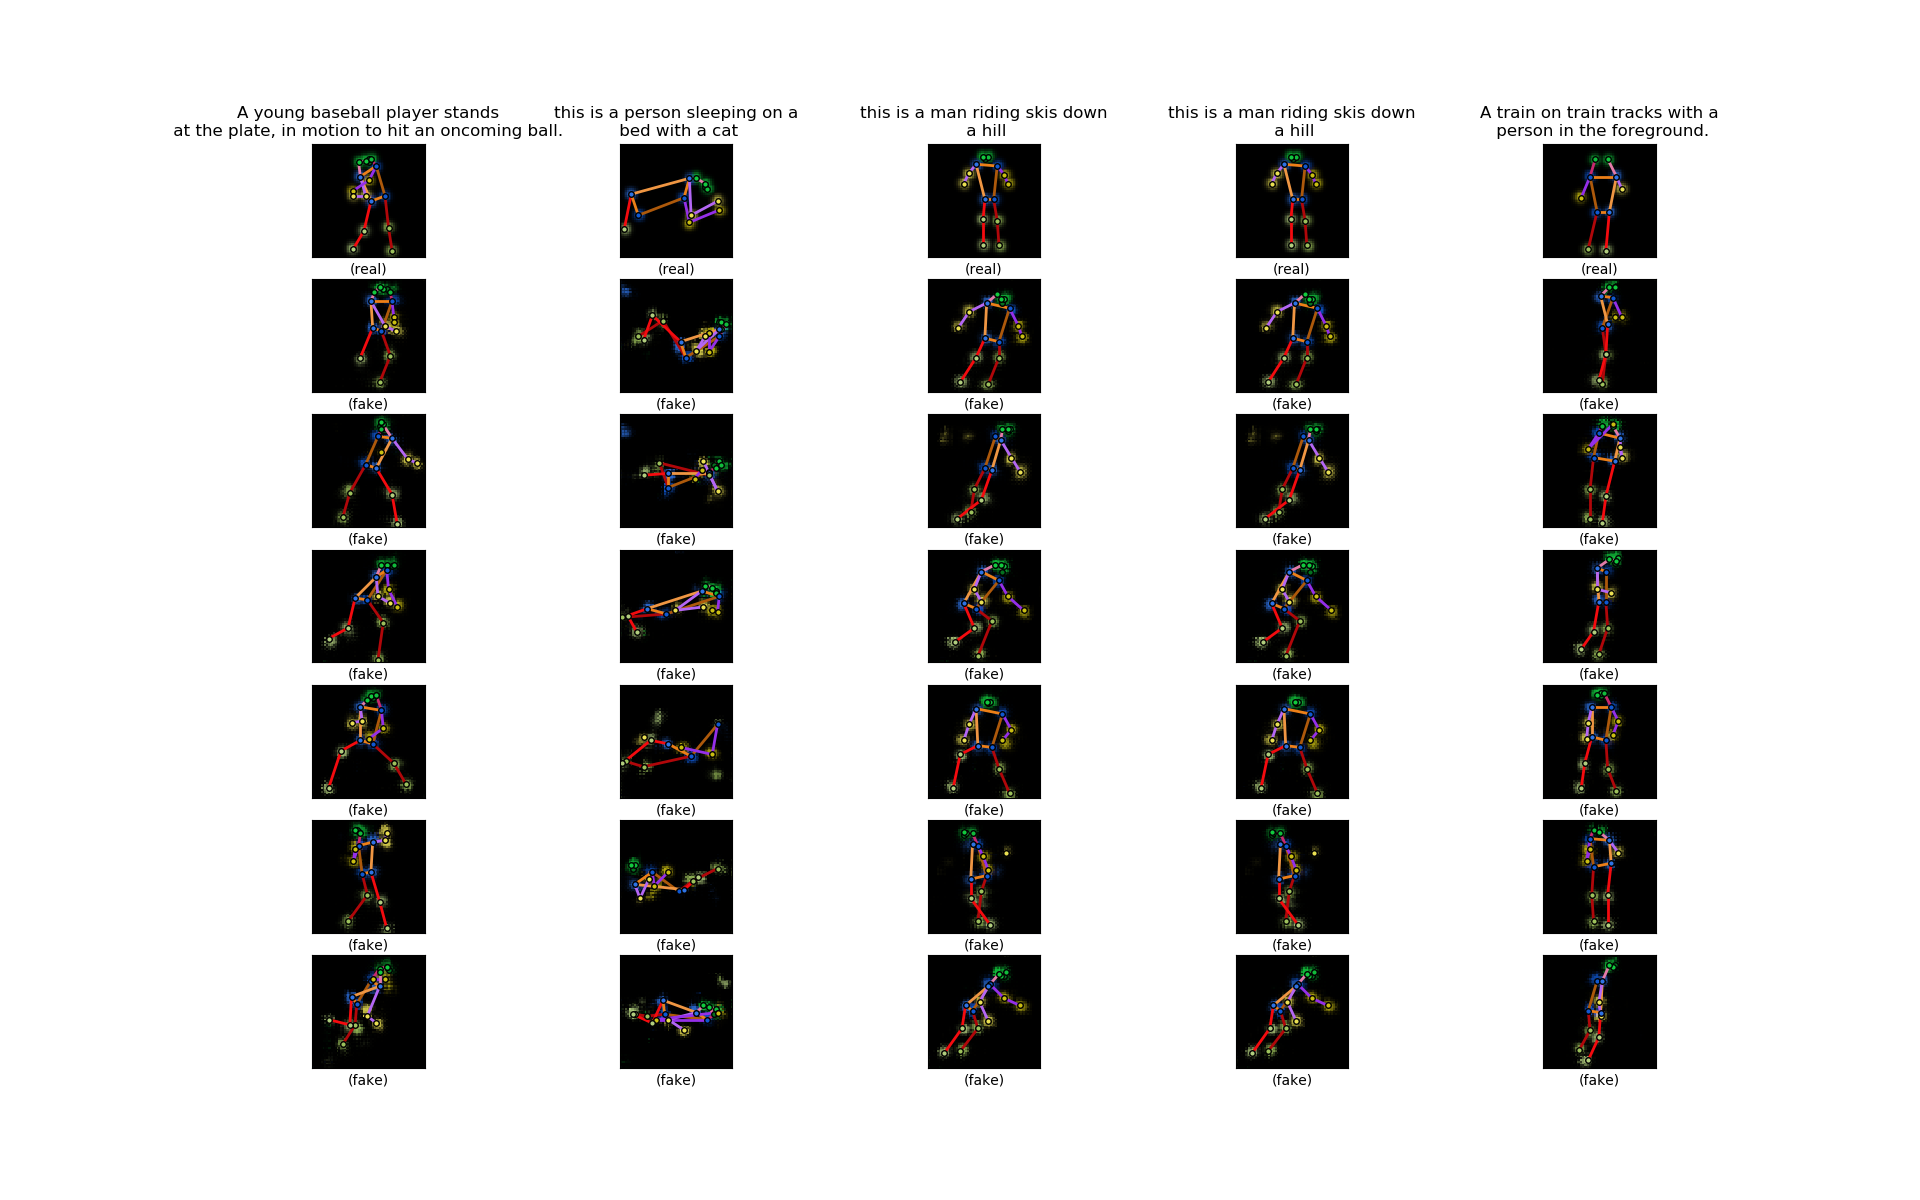 A young baseball player stands
at the plate, in motion to hit an oncoming ball.
this is a person sleeping on a
bed with a cat
this is a man riding skis down
a hill
this is a man riding skis down
a hill
A train on train tracks with a
person in the foreground.
(real) (real) (real) (real) (real)
(fake) (fake) (fake) (fake) (fake)
(fake) (fake) (fake) (fake) (fake)
(fake) (fake) (fake) (fake) (fake)
(fake) (fake) (fake) (fake) (fake)
(fake) (fake) (fake) (fake) (fake)
(fake) (fake) (fake) (fake) (fake)